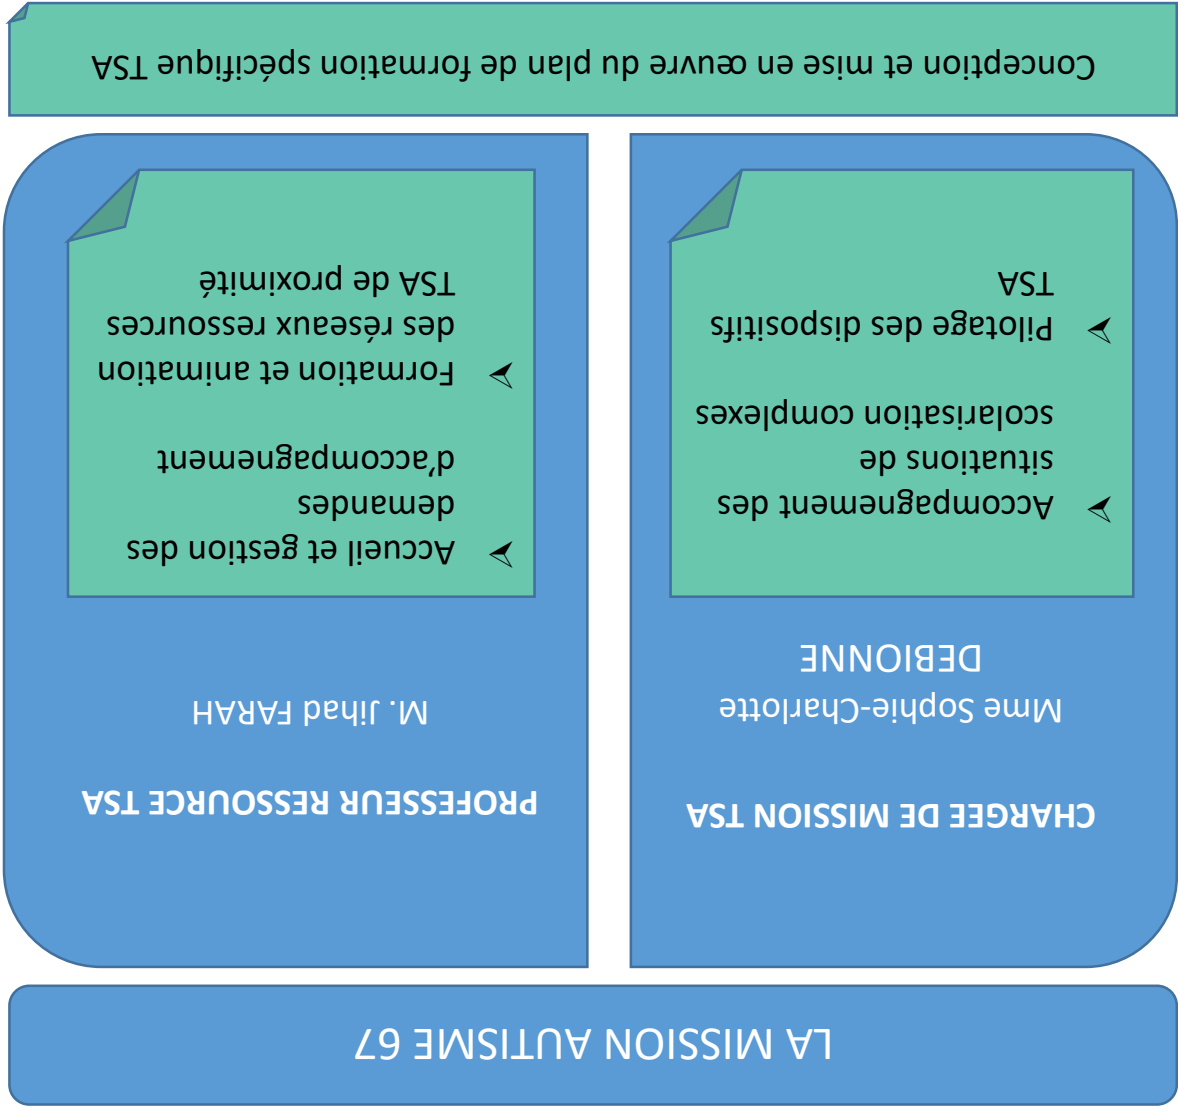 LA MISSION AUTISME 67
CHARGEE DE MISSION TSA
Mme Sophie-Charlotte
DEBIONNE
➢ Accompagnement des
situations de
scolarisation complexes
➢ Pilotage des dispositifs
TSA
PROFESSEUR RESSOURCE TSA
M. Jihad FARAH
➢ Accueil et gestion des
demandes
d’accompagnement
➢ Formation et animation
des réseaux ressources
TSA de proximité
Conception et mise en œuvre du plan de formation spécifique TSA